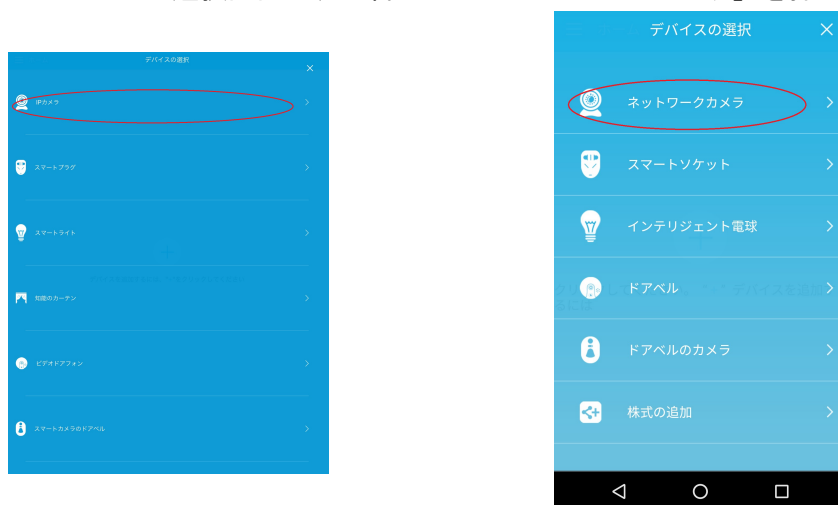 デバイスの選択
IPカメラ
スマートプラグ
スマートライト
知能のカーテン
ビデオドアフォン
スマートカメラのドアベル
デバイスの選択
ネットワークカメラ
スマートソケット
インテリジェント電球
ドアベル
ドアベルのカメラ
株式の追加